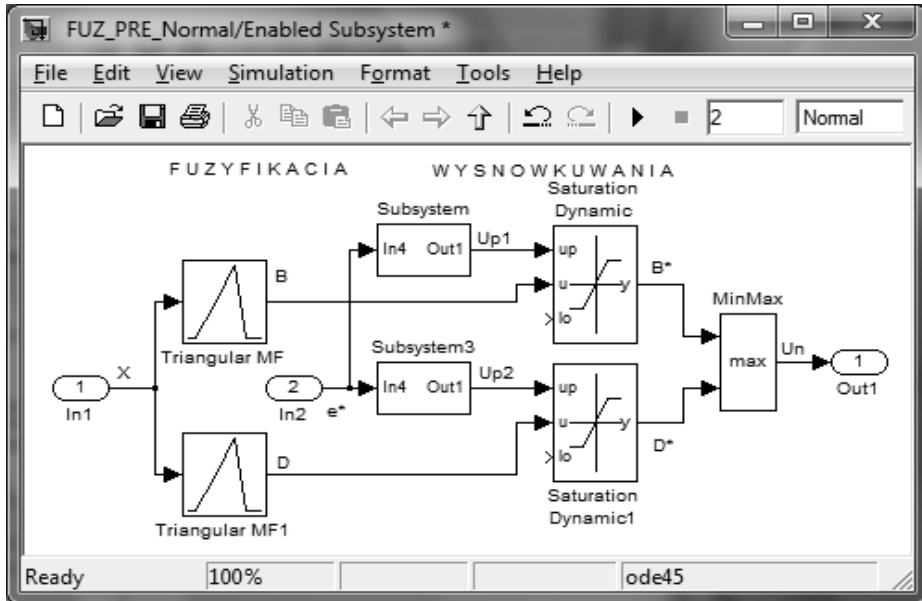 FUZ_PRE_Normal/Enabled Subsystem *
File Edit View Simulation Format Tools Help
2 Normal
F U Z Y F I K A C I A
W Y S N O W K U W A N I A
Saturation
Dynamic
Subsystem
In4 Out1
Up1
up
u y
lo
B
B*
Triangular MF
MinMax
max
Un
1
Out1
X
1
In1
2
In2
e*
Subsystem3
In4 Out1
Up2
up
u y
lo
D
D*
Triangular MF1
Saturation
Dynamic1
Ready 100% ode45